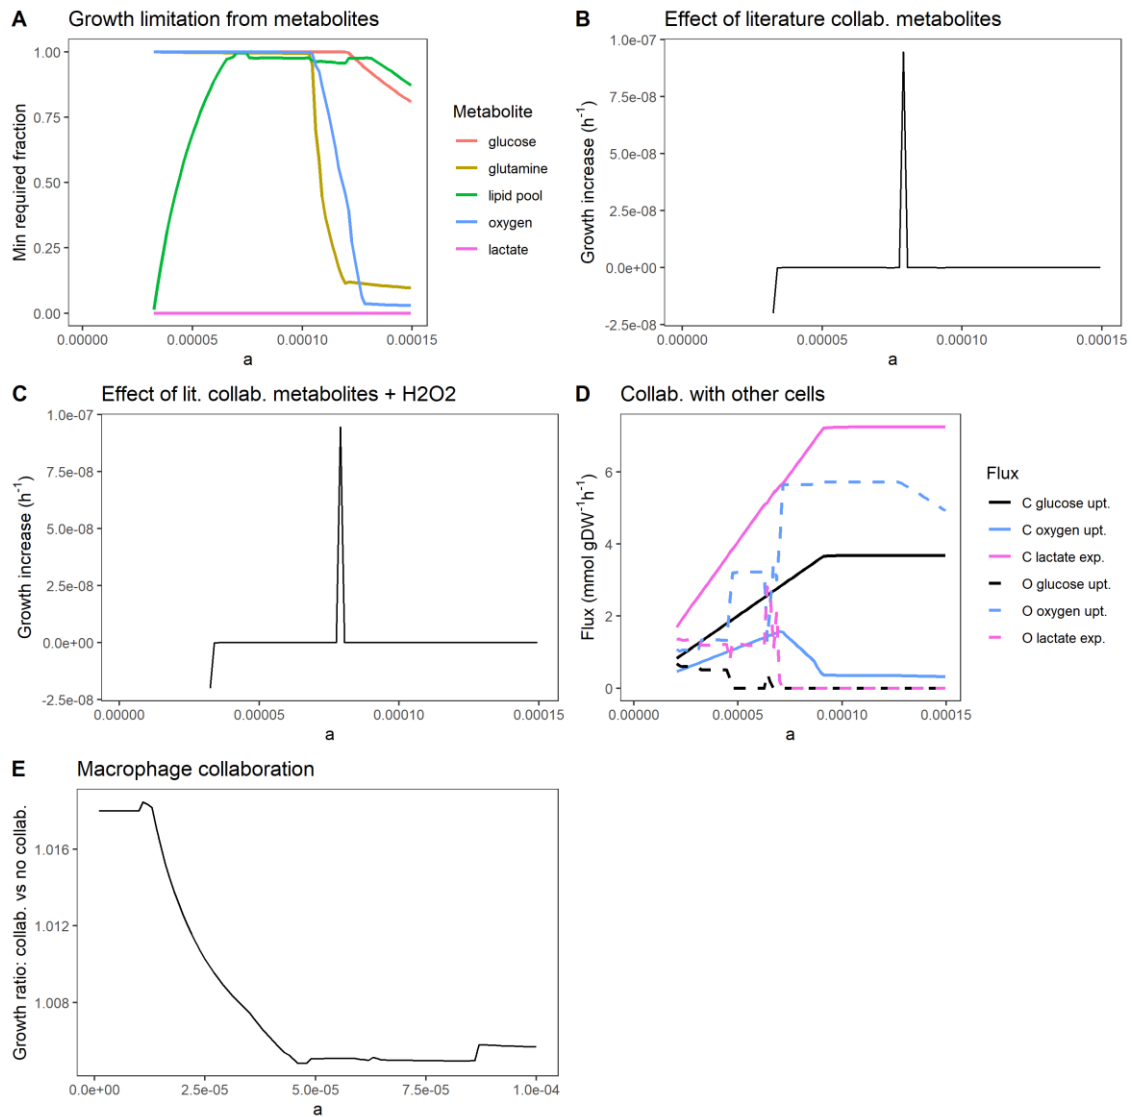 A Growth limitation from metabolites
1.00
0.75
0.50
0.25
0.00
Min required fraction
0.00000 0.00005 0.00010 0.00015
a
Metabolite
glucose
glutamine
lipid pool
oxygen
lactate
B Effect of literature collab. metabolites
1.0e-07
7.5e-08
5.0e-08
2.5e-08
0.0e+00
-2.5e-08
Growth increase (h⁻¹)
0.00000 0.00005 0.00010 0.00015
a
C Effect of lit. collab. metabolites + H2O2
1.0e-07
7.5e-08
5.0e-08
2.5e-08
0.0e+00
-2.5e-08
Growth increase (h⁻¹)
0.00000 0.00005 0.00010 0.00015
a
D Collab. with other cells
6
4
2
0
Flux (mmol gDW⁻¹h⁻¹)
0.00000 0.00005 0.00010 0.00015
a
Flux
C glucose upt.
C oxygen upt.
C lactate exp.
O glucose upt.
O oxygen upt.
O lactate exp.
E Macrophage collaboration
1.016
1.012
1.008
Growth ratio: collab. vs no collab.
0.0e+00 2.5e-05 5.0e-05 7.5e-05 1.0e-04
a